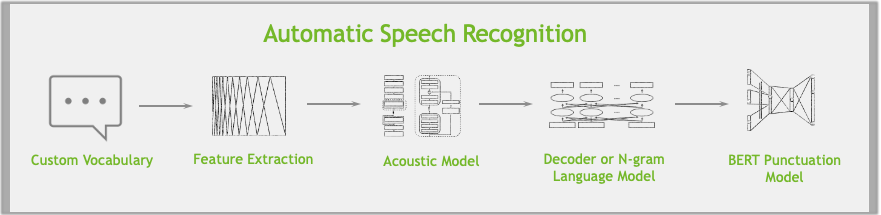 Automatic Speech Recognition
Custom Vocabulary
Feature Extraction
Acoustic Model
Decoder or N-gram
Language Model
BERT Punctuation
Model